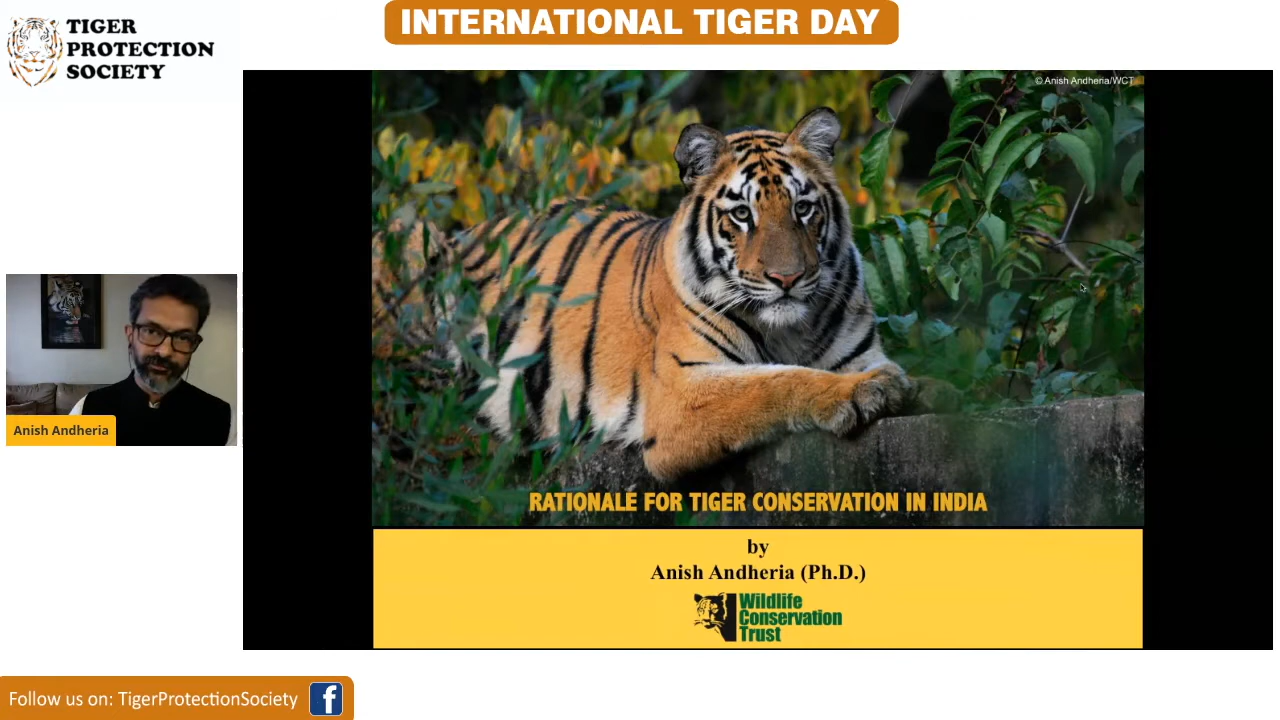 INTERNATIONAL TIGER DAY
TIGER
PROTECTION
SOCIETY
© Anish Andheria/WCT
Anish Andheria
RATIONALE FOR TIGER CONSERVATION IN INDIA
by
Anish Andheria (Ph.D.)
Wildlife
Conservation
Trust
Follow us on: TigerProtectionSociety